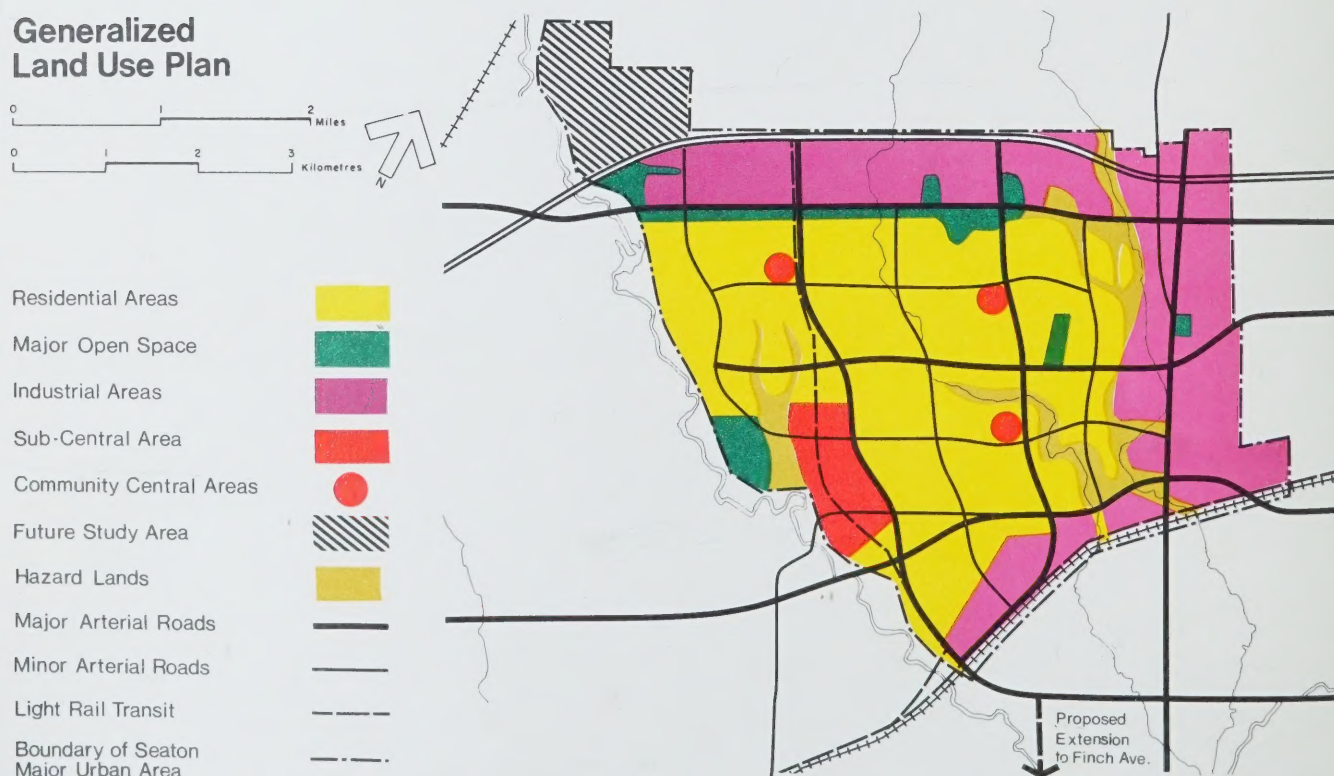 Generalized
Land Use Plan
0 1 2
Miles
0 1 2 3
Kilometres
N
Residential Areas
Major Open Space
Industrial Areas
Sub-Central Area
Community Central Areas
Future Study Area
Hazard Lands
Major Arterial Roads
Minor Arterial Roads
Light Rail Transit
Boundary of Seaton
Major Urban Area
Proposed
Extension
to Finch Ave.